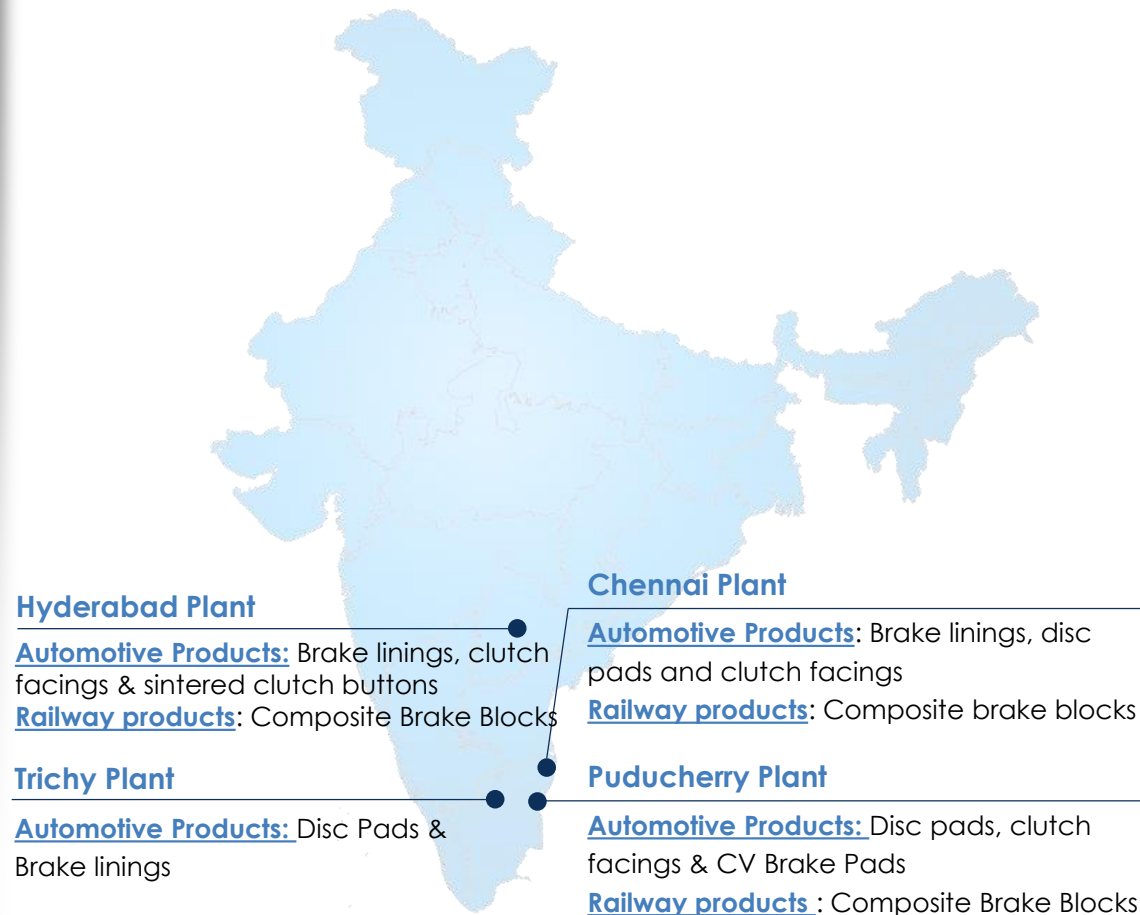 Hyderabad Plant
Automotive Products: Brake linings, clutch
facings & sintered clutch buttons
Railway products: Composite Brake Blocks
Trichy Plant
Automotive Products: Disc Pads &
Brake linings
Chennai Plant
Automotive Products: Brake linings, disc
pads and clutch facings
Railway products: Composite brake blocks
Puducherry Plant
Automotive Products: Disc pads, clutch
facings & CV Brake Pads
Railway products : Composite Brake Blocks